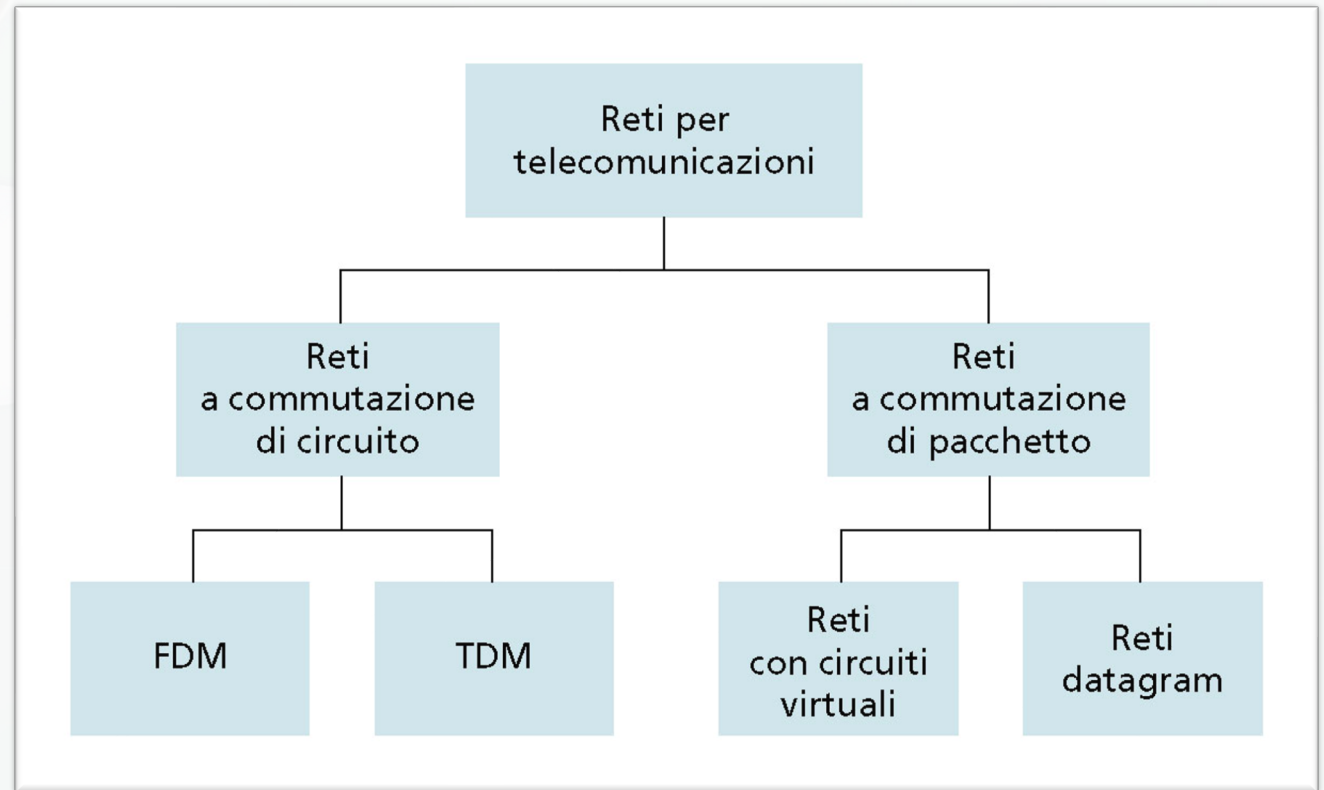 Reti per
telecomunicazioni
Reti
a commutazione
di circuito
Reti
a commutazione
di pacchetto
FDM
TDM
Reti
con circuiti
virtuali
Reti
datagram